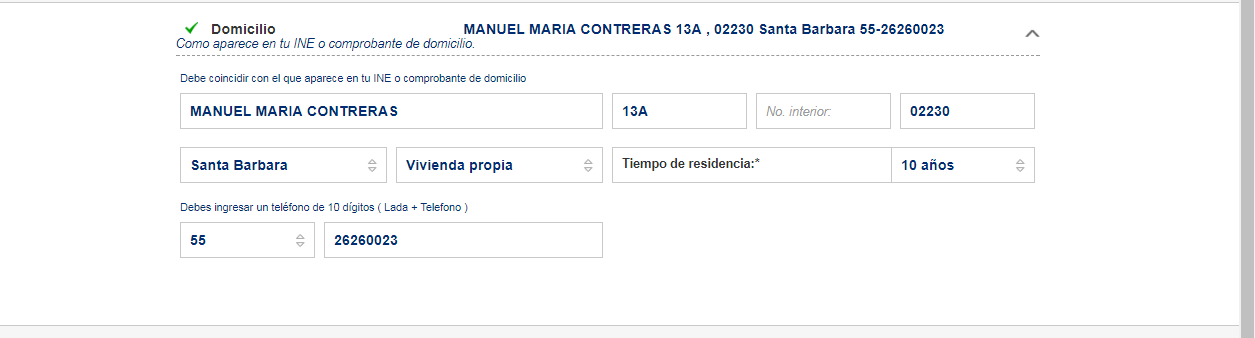 Domicilio MANUEL MARIA CONTRERAS 13A , 02230 Santa Barbara 55-26260023
Como aparece en tu INE o comprobante de domicilio.
Debe coincidir con el que aparece en tu INE o comprobante de domicilio
MANUEL MARIA CONTRERAS 13A No. interior: 02230
Santa Barbara Vivienda propia Tiempo de residencia:* 10 años
Debes ingresar un teléfono de 10 dígitos ( Lada + Telefono )
55 26260023